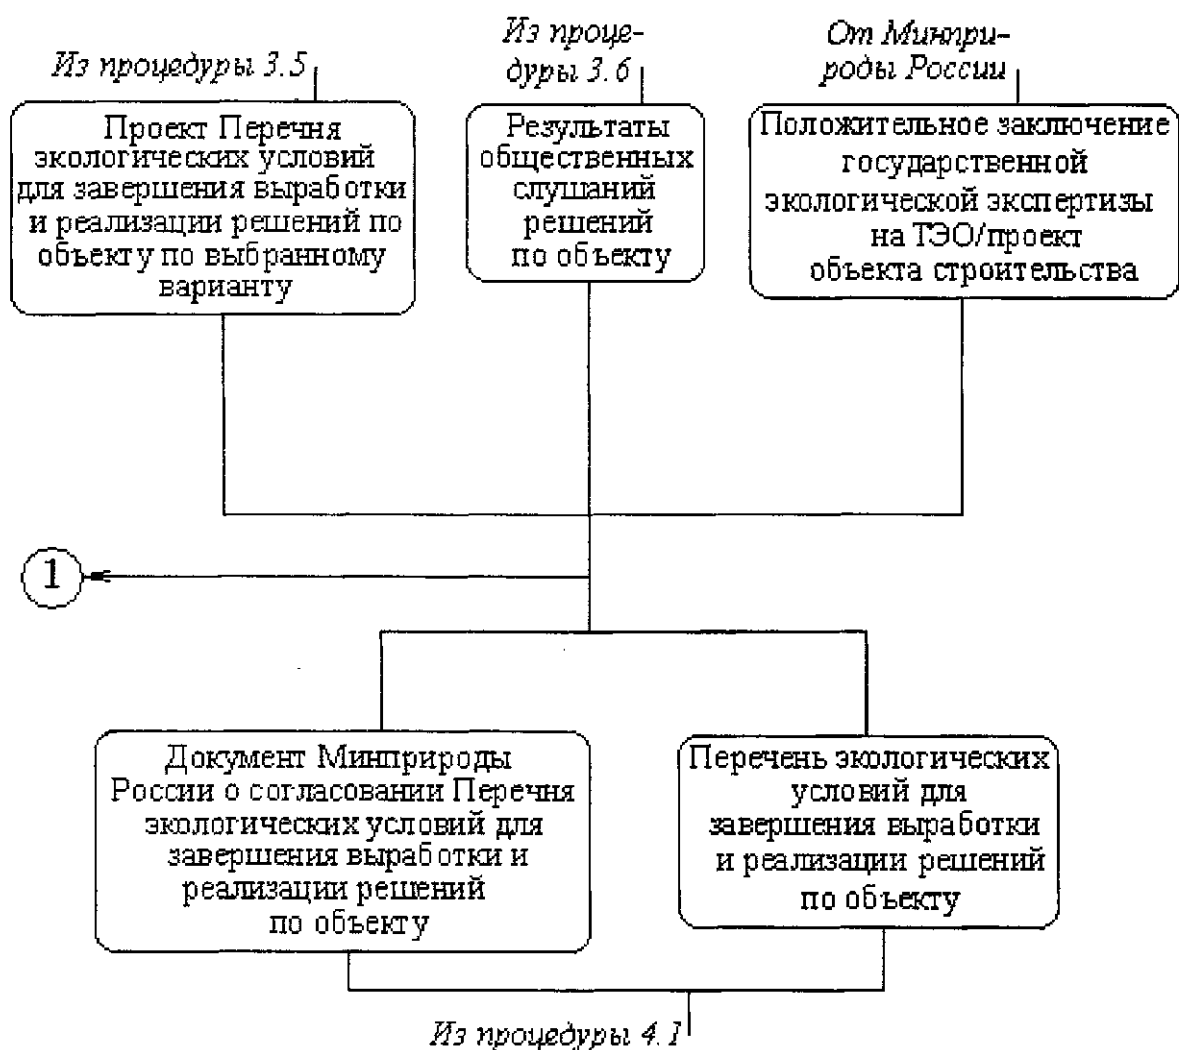 Из процедуры 3.5
Из проце-
дуры 3.6
От Минпри-
роды России
Проект Перечня
экологических условий
для завершения выработки
и реализации решений по
объекту по выбранному
варианту
Результаты
общественных
слушаний
решений
по объекту
Положительное заключение
государственной
экологической экспертизы
на ТЭО/проект
объекта строительства
1
Документ Минприроды
России о согласовании Перечня
экологических условий для
завершения выработки и
реализации решений
по объекту
Перечень экологических
условий для
завершения выработки
и реализации решений
по объекту
Из процедуры 4.1